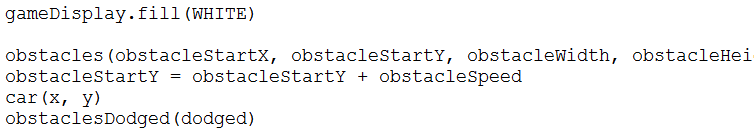 gameDisplay.fill(WHITE)
obstacles(obstacleStartX, obstacleStartY, obstacleWidth, obstacleHei
obstacleStartY = obstacleStartY + obstacleSpeed
car(x, y)
obstaclesDodged(dodged)